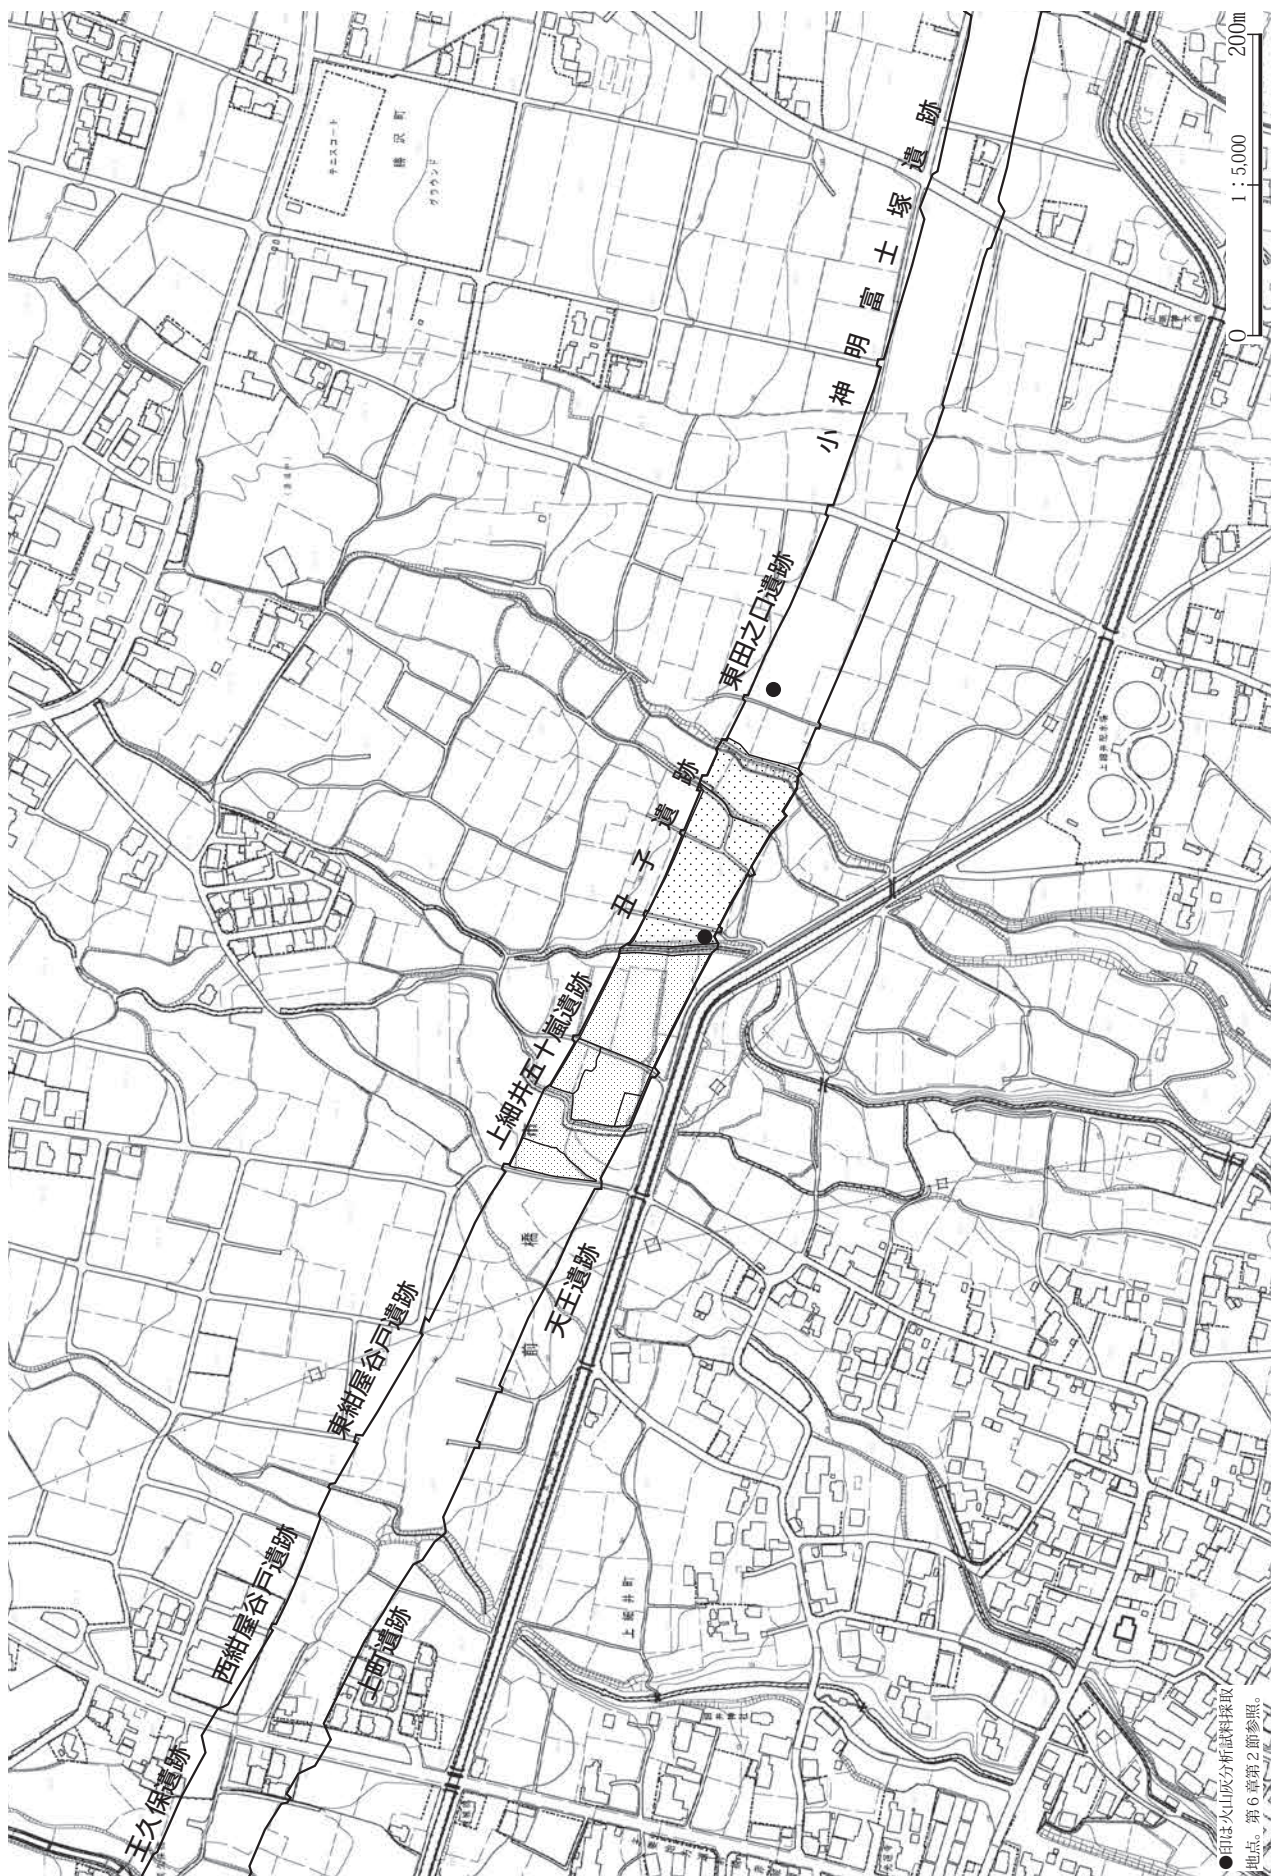 王久保遺跡
西紺屋谷戸遺跡
上町遺跡
東紺屋谷戸遺跡
天王遺跡
上細井五十嵐遺跡
丑子遺跡
東田之口遺跡
小神明富士塚遺跡
前
橋
市
勝沢町
テニスコート
グラウンド
上細井町
0
1:5,000
200m
●印は火山灰分析試料採取
地点。第6章第2節参照。